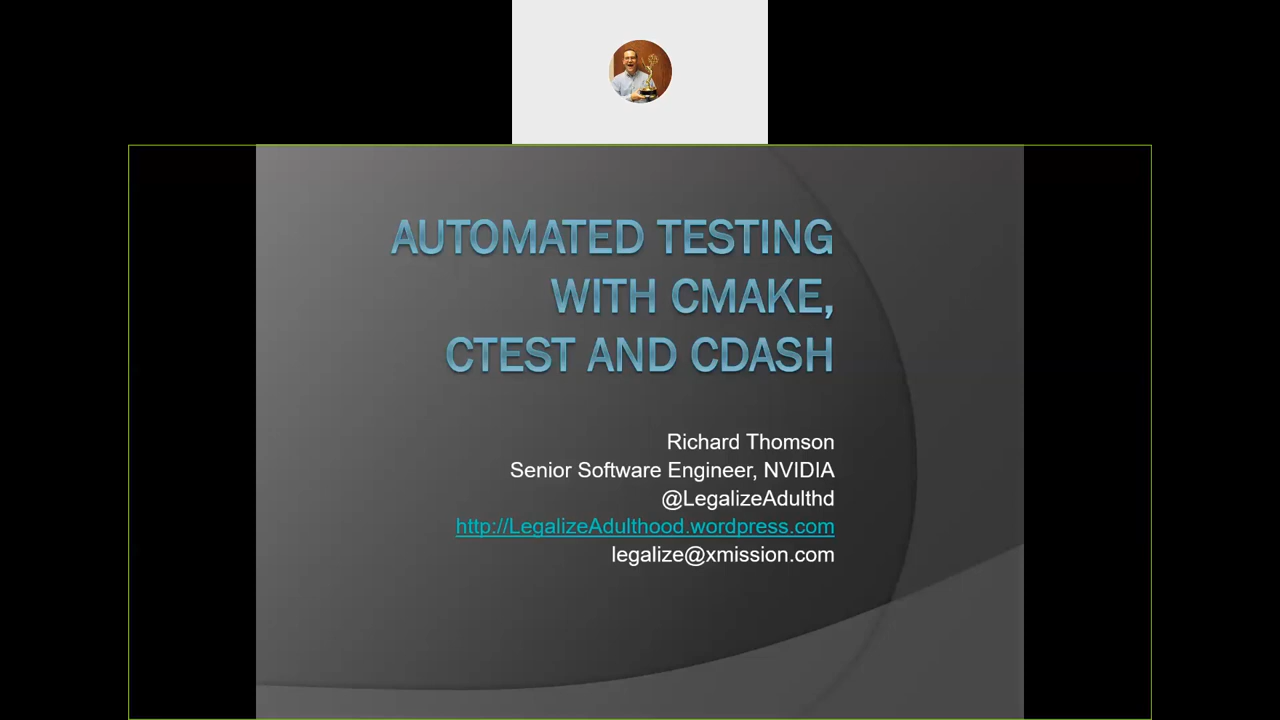 AUTOMATED TESTING
WITH CMAKE,
CTEST AND CDASH
Richard Thomson
Senior Software Engineer, NVIDIA
@LegalizeAdulthd
http://LegalizeAdulthood.wordpress.com
legalize@xmission.com